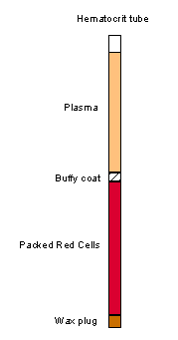 Hematocrit tube
Plasma
Buffy coat
Packed Red Cells
Wax plug